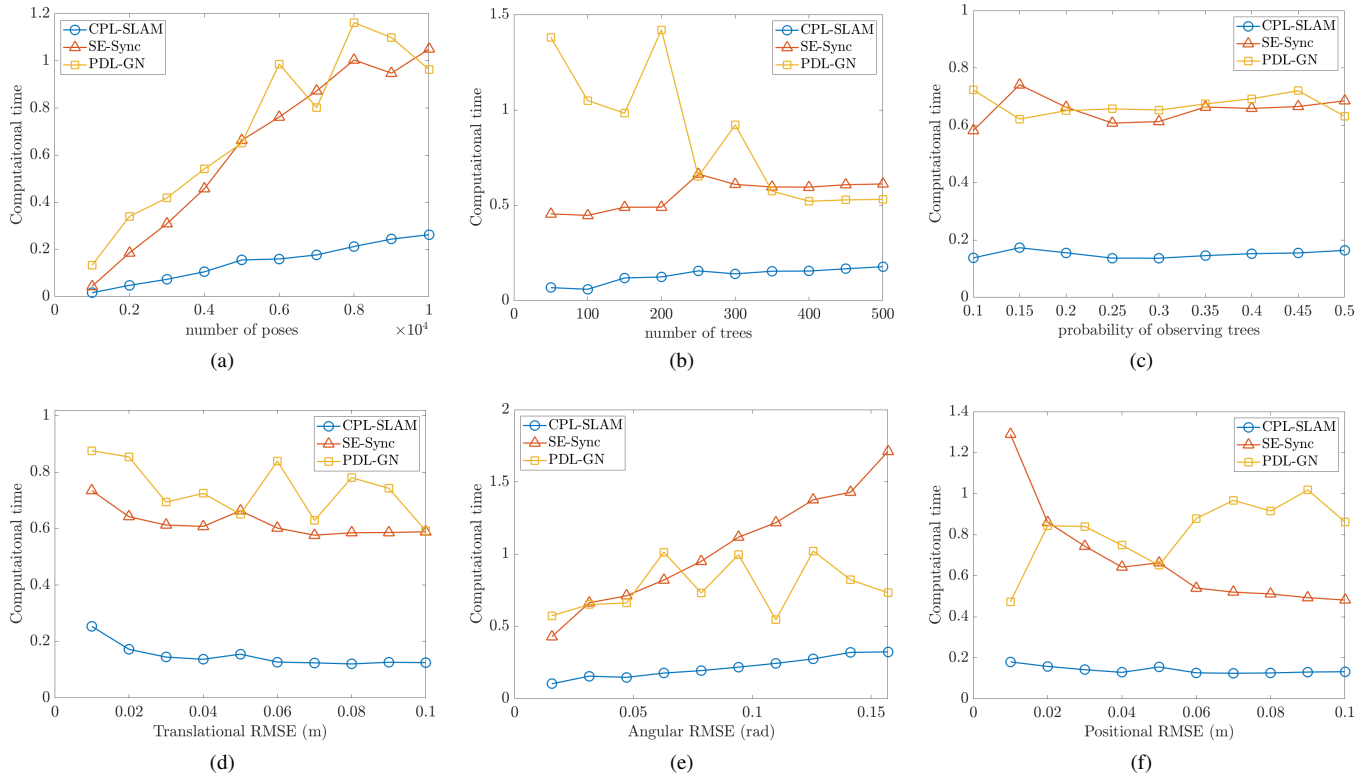 1.2
1
0.8
0.6
0.4
0.2
0
CPL-SLAM
SE-Sync
PDL-GN
Computaitonal time
0 0.2 0.4 0.6 0.8 1
number of poses ×10^4
(a)
1.5
1
0.5
0
CPL-SLAM
SE-Sync
PDL-GN
Computaitonal time
0 100 200 300 400 500
number of trees
(b)
1
0.8
0.6
0.4
0.2
0
CPL-SLAM
SE-Sync
PDL-GN
Computaitonal time
0.1 0.15 0.2 0.25 0.3 0.35 0.4 0.45 0.5
probability of observing trees
(c)
1
0.8
0.6
0.4
0.2
0
CPL-SLAM
SE-Sync
PDL-GN
Computaitonal time
0 0.02 0.04 0.06 0.08 0.1
Translational RMSE (m)
(d)
2
1.5
1
0.5
0
CPL-SLAM
SE-Sync
PDL-GN
Computaitonal time
0 0.05 0.1 0.15
Angular RMSE (rad)
(e)
1.4
1.2
1
0.8
0.6
0.4
0.2
0
CPL-SLAM
SE-Sync
PDL-GN
Computaitonal time
0 0.02 0.04 0.06 0.08 0.1
Positional RMSE (m)
(f)